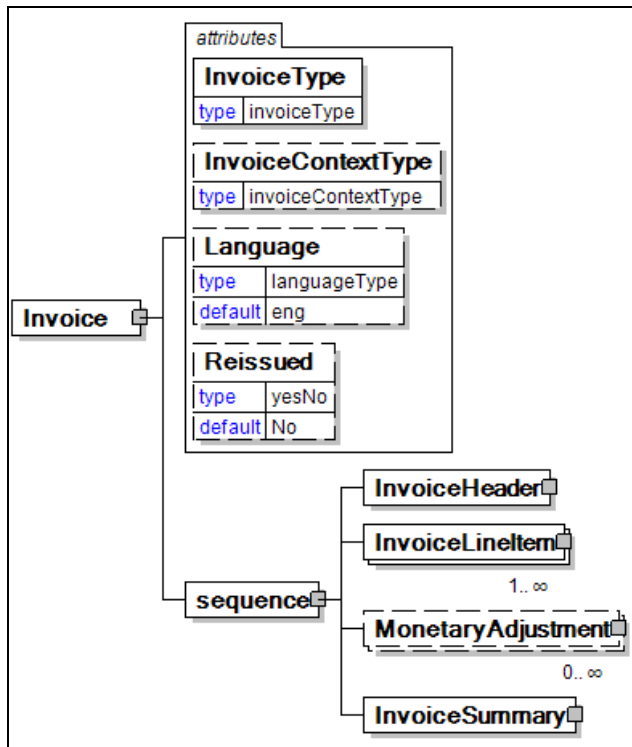 attributes
InvoiceType
type invoiceType
InvoiceContextType
type invoiceContextType
Language
type languageType
default eng
Invoice
Reissued
type yesNo
default No
InvoiceHeader
InvoiceLineItem
1.. ∞
sequence
MonetaryAdjustment
0.. ∞
InvoiceSummary